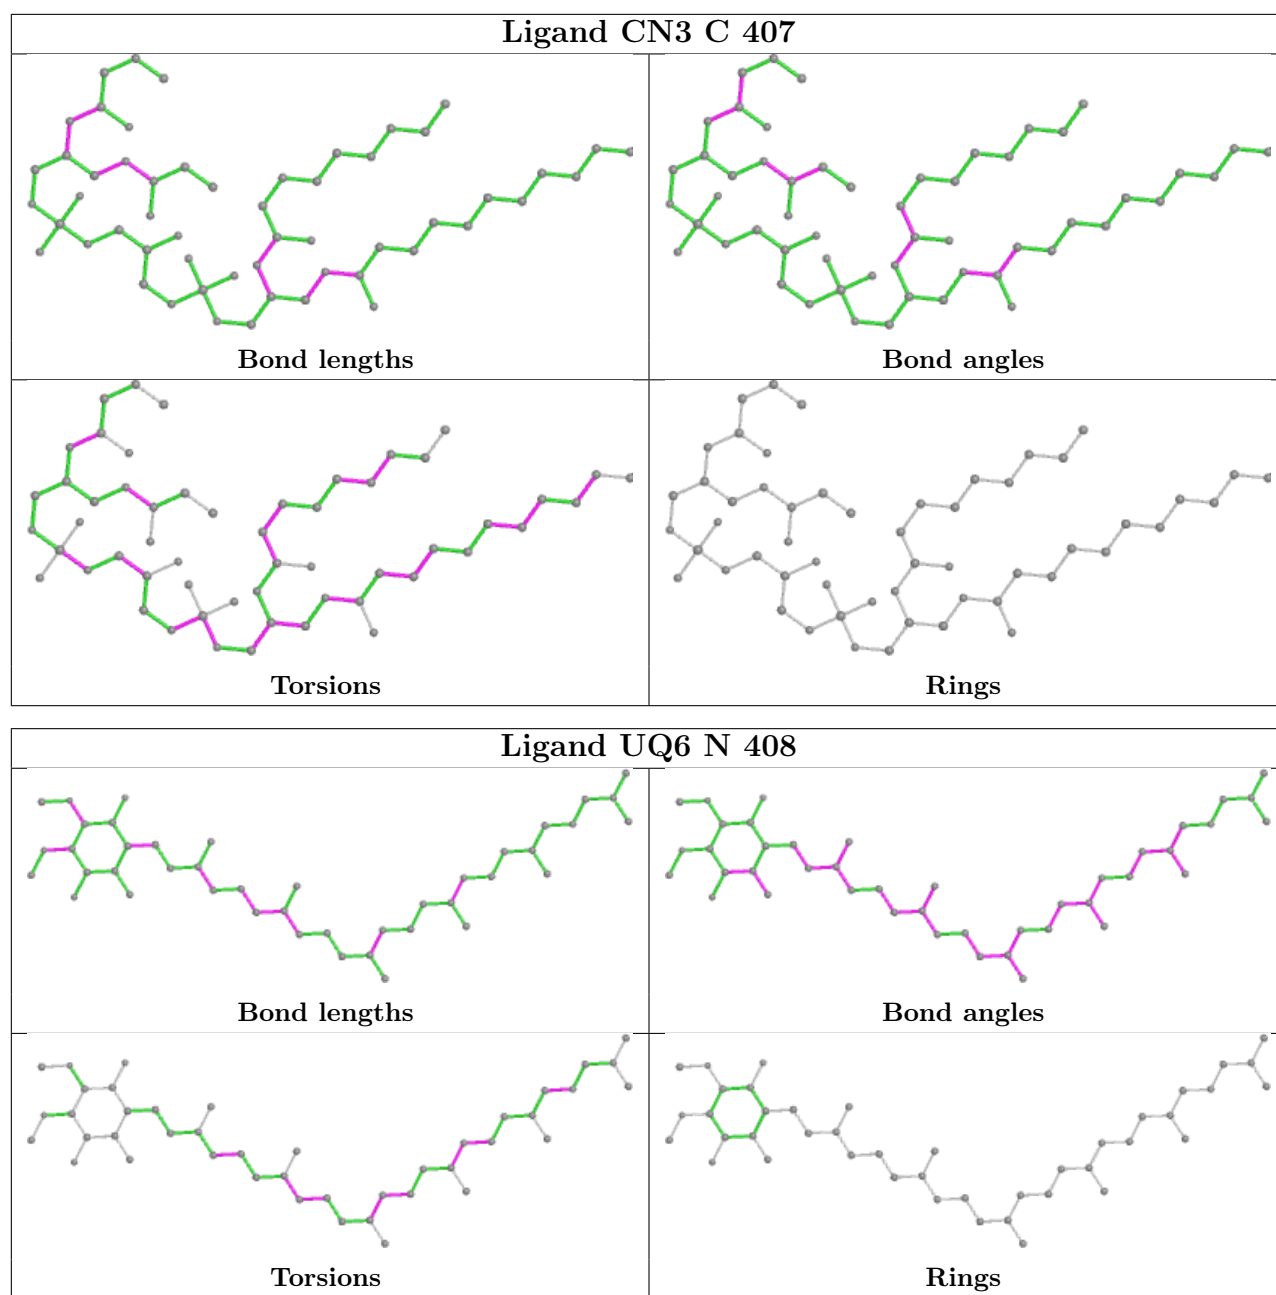 Ligand CN3 C 407
Bond lengths
Bond angles
Torsions
Rings
Ligand UQ6 N 408
Bond lengths
Bond angles
Torsions
Rings